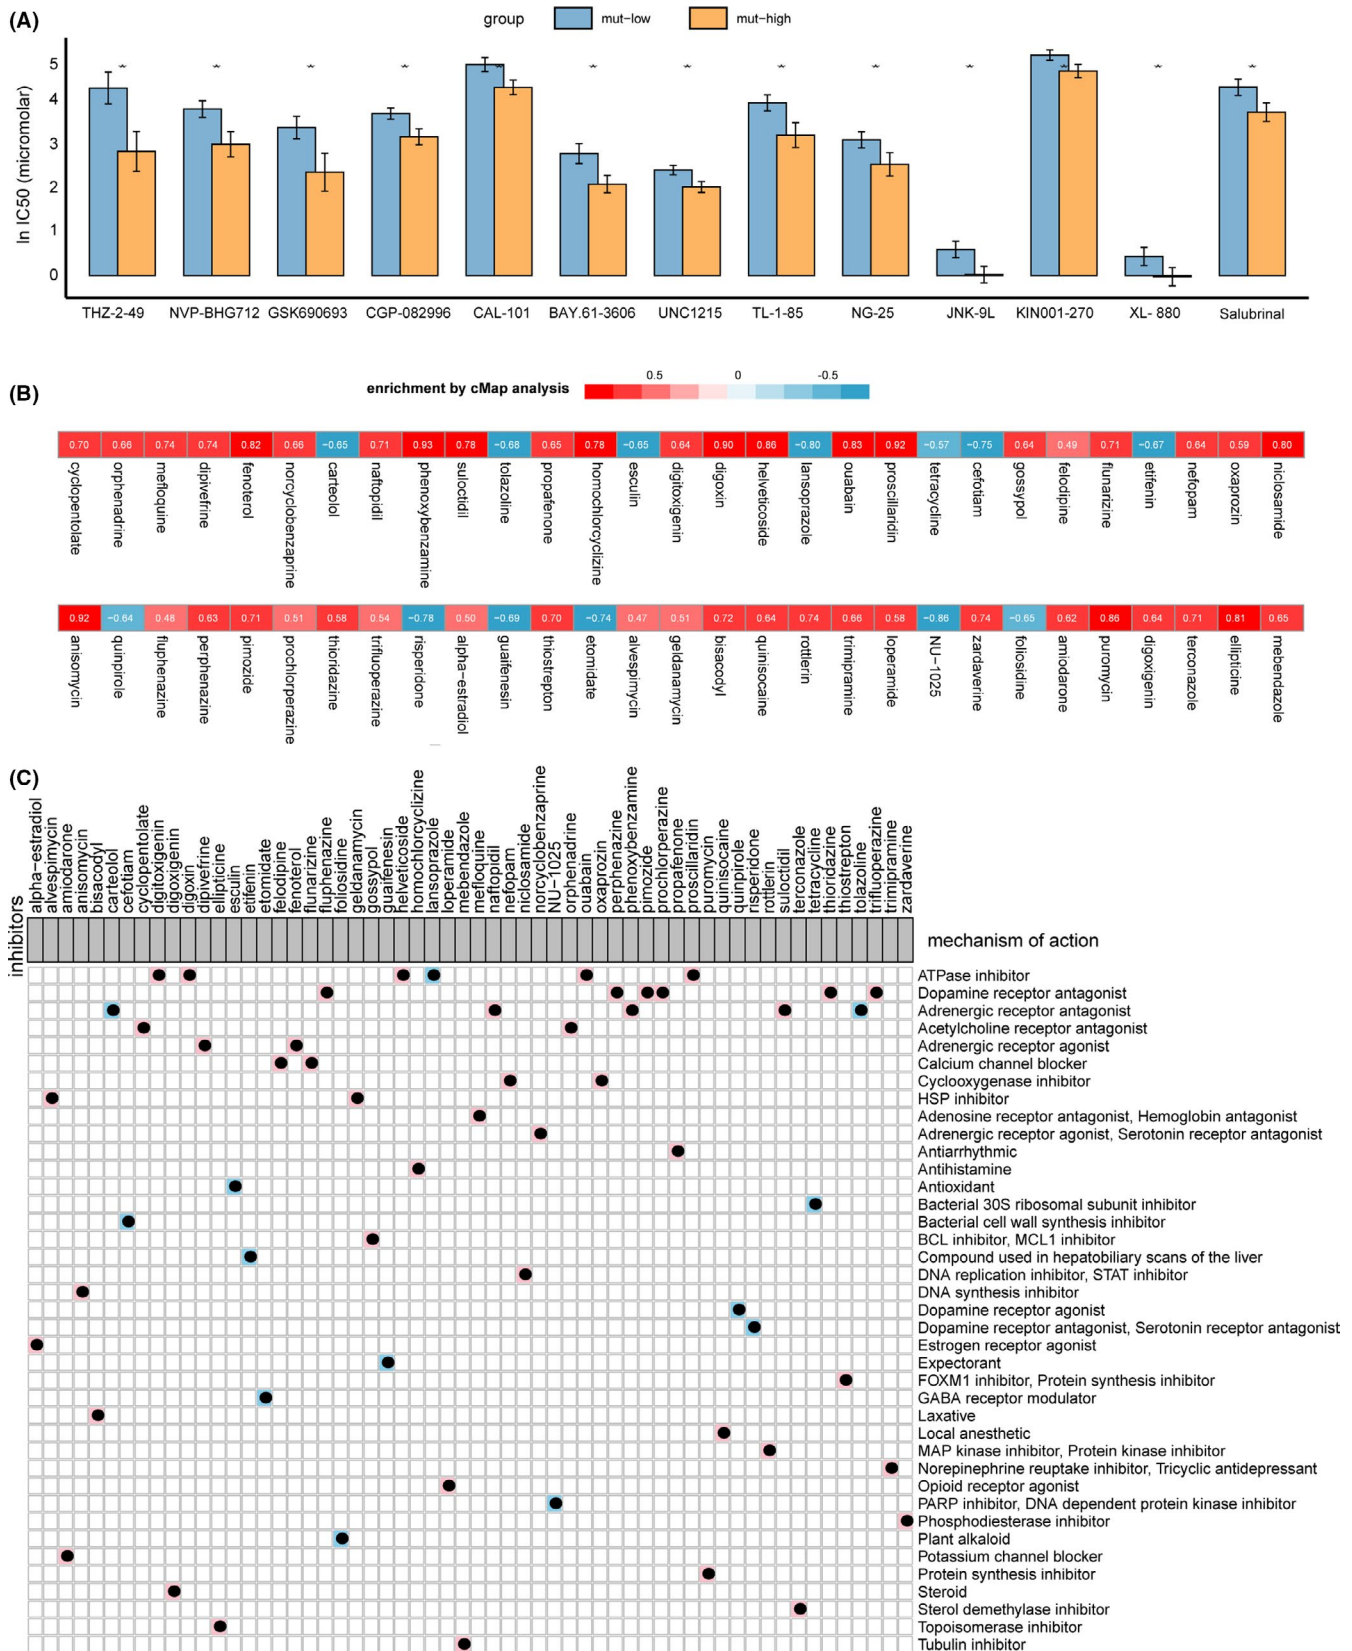 (A)
group mut-low mut-high
ln IC50 (micromolar)
5
4
3
2
1
0
* * * * * * * * * * * * *
THZ-2-49 NVP-BHG712 GSK690693 CGP-082996 CAL-101 BAY.61-3606 UNC1215 TL-1-85 NG-25 JNK-9L KIN001-270 XL- 880 Salubrinal
(B)
enrichment by cMap analysis
0.5 0 -0.5
0.70 0.66 0.74 0.74 0.82 0.66 −0.65 0.71 0.93 0.78 −0.68 0.65 0.78 −0.65 0.64 0.90 0.86 −0.80 0.83 0.92 −0.57 −0.75 0.64 0.49 0.71 −0.67 0.64 0.59 0.80
cyclopentolate orphenadrine mefloquine dipivefrine fenoterol norcyclobenzaprine carteolol naftopidil phenoxybenzamine suloctidil tolazoline propafenone homochlorcyclizine esculin digitoxigenin digoxin helveticoside lansoprazole ouabain proscillaridin tetracycline cefotiam gossypol felodipine flunarizine etifenin nefopam oxaprozin niclosamide
0.92 −0.64 0.48 0.63 0.71 0.51 0.58 0.54 −0.78 0.50 −0.69 0.70 −0.74 0.47 0.51 0.72 0.64 0.74 0.66 0.58 −0.86 0.74 −0.65 0.62 0.86 0.64 0.71 0.81 0.65
anisomycin quinpirole fluphenazine perphenazine pimozide prochlorperazine thioridazine trifluoperazine risperidone alpha−estradiol guaifenesin thiostrepton etomidate alvespimycin geldanamycin bisacodyl quinisocaine rottlerin trimipramine loperamide NU−1025 zardaverine foliosidine amiodarone puromycin digoxigenin terconazole ellipticine mebendazole
(C)
inhibitors
alpha−estradiol alvespimycin amiodarone anisomycin bisacodyl carteolol cefotiam cyclopentolate digitoxigenin digoxigenin digoxin dipivefrine ellipticine esculin etifenin etomidate felodipine fenoterol flunarizine fluphenazine foliosidine geldanamycin gossypol guaifenesin helveticoside homochlorcyclizine lansoprazole loperamide mebendazole mefloquine naftopidil nefopam niclosamide norcyclobenzaprine NU−1025 orphenadrine ouabain oxaprozin perphenazine phenoxybenzamine pimozide prochlorperazine propafenone proscillaridin puromycin quinisocaine quinpirole risperidone rottlerin suloctidil terconazole tetracycline thioridazine thiostrepton tolazoline trifluoperazine trimipramine zardaverine
mechanism of action
ATPase inhibitor
Dopamine receptor antagonist
Adrenergic receptor antagonist
Acetylcholine receptor antagonist
Adrenergic receptor agonist
Calcium channel blocker
Cyclooxygenase inhibitor
HSP inhibitor
Adenosine receptor antagonist, Hemoglobin antagonist
Adrenergic receptor agonist, Serotonin receptor antagonist
Antiarrhythmic
Antihistamine
Antioxidant
Bacterial 30S ribosomal subunit inhibitor
Bacterial cell wall synthesis inhibitor
BCL inhibitor, MCL1 inhibitor
Compound used in hepatobiliary scans of the liver
DNA replication inhibitor, STAT inhibitor
DNA synthesis inhibitor
Dopamine receptor agonist
Dopamine receptor antagonist, Serotonin receptor antagonist
Estrogen receptor agonist
Expectorant
FOXM1 inhibitor, Protein synthesis inhibitor
GABA receptor modulator
Laxative
Local anesthetic
MAP kinase inhibitor, Protein kinase inhibitor
Norepinephrine reuptake inhibitor, Tricyclic antidepressant
Opioid receptor agonist
PARP inhibitor, DNA dependent protein kinase inhibitor
Phosphodiesterase inhibitor
Plant alkaloid
Potassium channel blocker
Protein synthesis inhibitor
Steroid
Sterol demethylase inhibitor
Topoisomerase inhibitor
Tubulin inhibitor